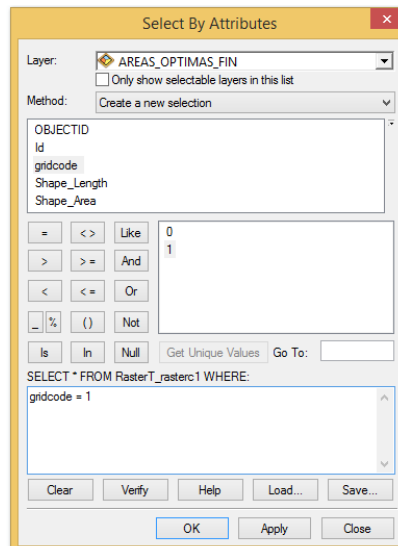 Select By Attributes
Layer: AREAS_OPTIMAS_FIN
Only show selectable layers in this list
Method: Create a new selection
OBJECTID
Id
gridcode
Shape_Length
Shape_Area
= < > Like 0
1
> > = And
< < = Or
_ % () Not
Is In Null Get Unique Values Go To:
SELECT * FROM RasterT_rasterc1 WHERE:
gridcode = 1
Clear Verify Help Load... Save...
OK Apply Close